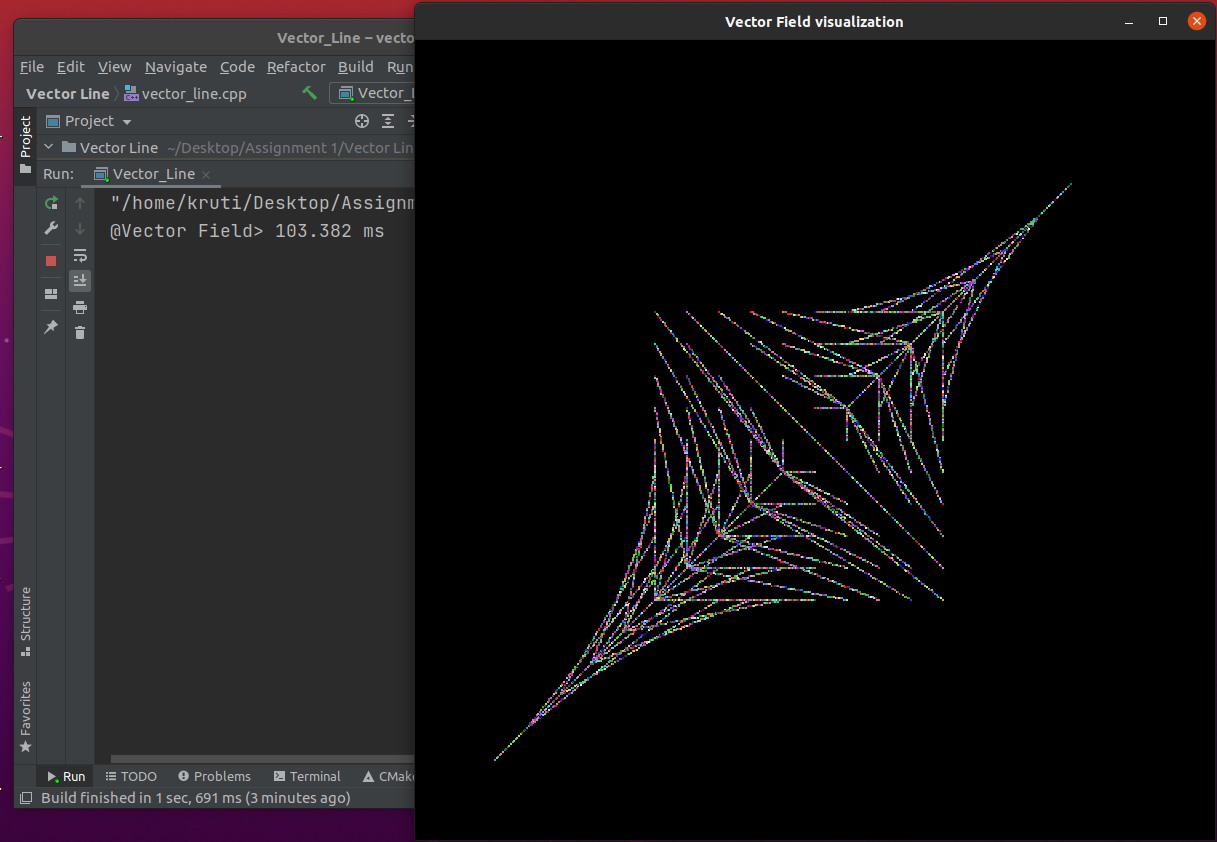 Vector_Line – vecto
Vector Field visualization
File Edit View Navigate Code Refactor Build Run
Vector Line vector_line.cpp Vector_L
Project
Project
Vector Line ~/Desktop/Assignment 1/Vector Lin
Run: Vector_Line
"/home/kruti/Desktop/Assignm
@Vector Field> 103.382 ms
Structure
Favorites
Run TODO Problems Terminal CMake
Build finished in 1 sec, 691 ms (3 minutes ago)